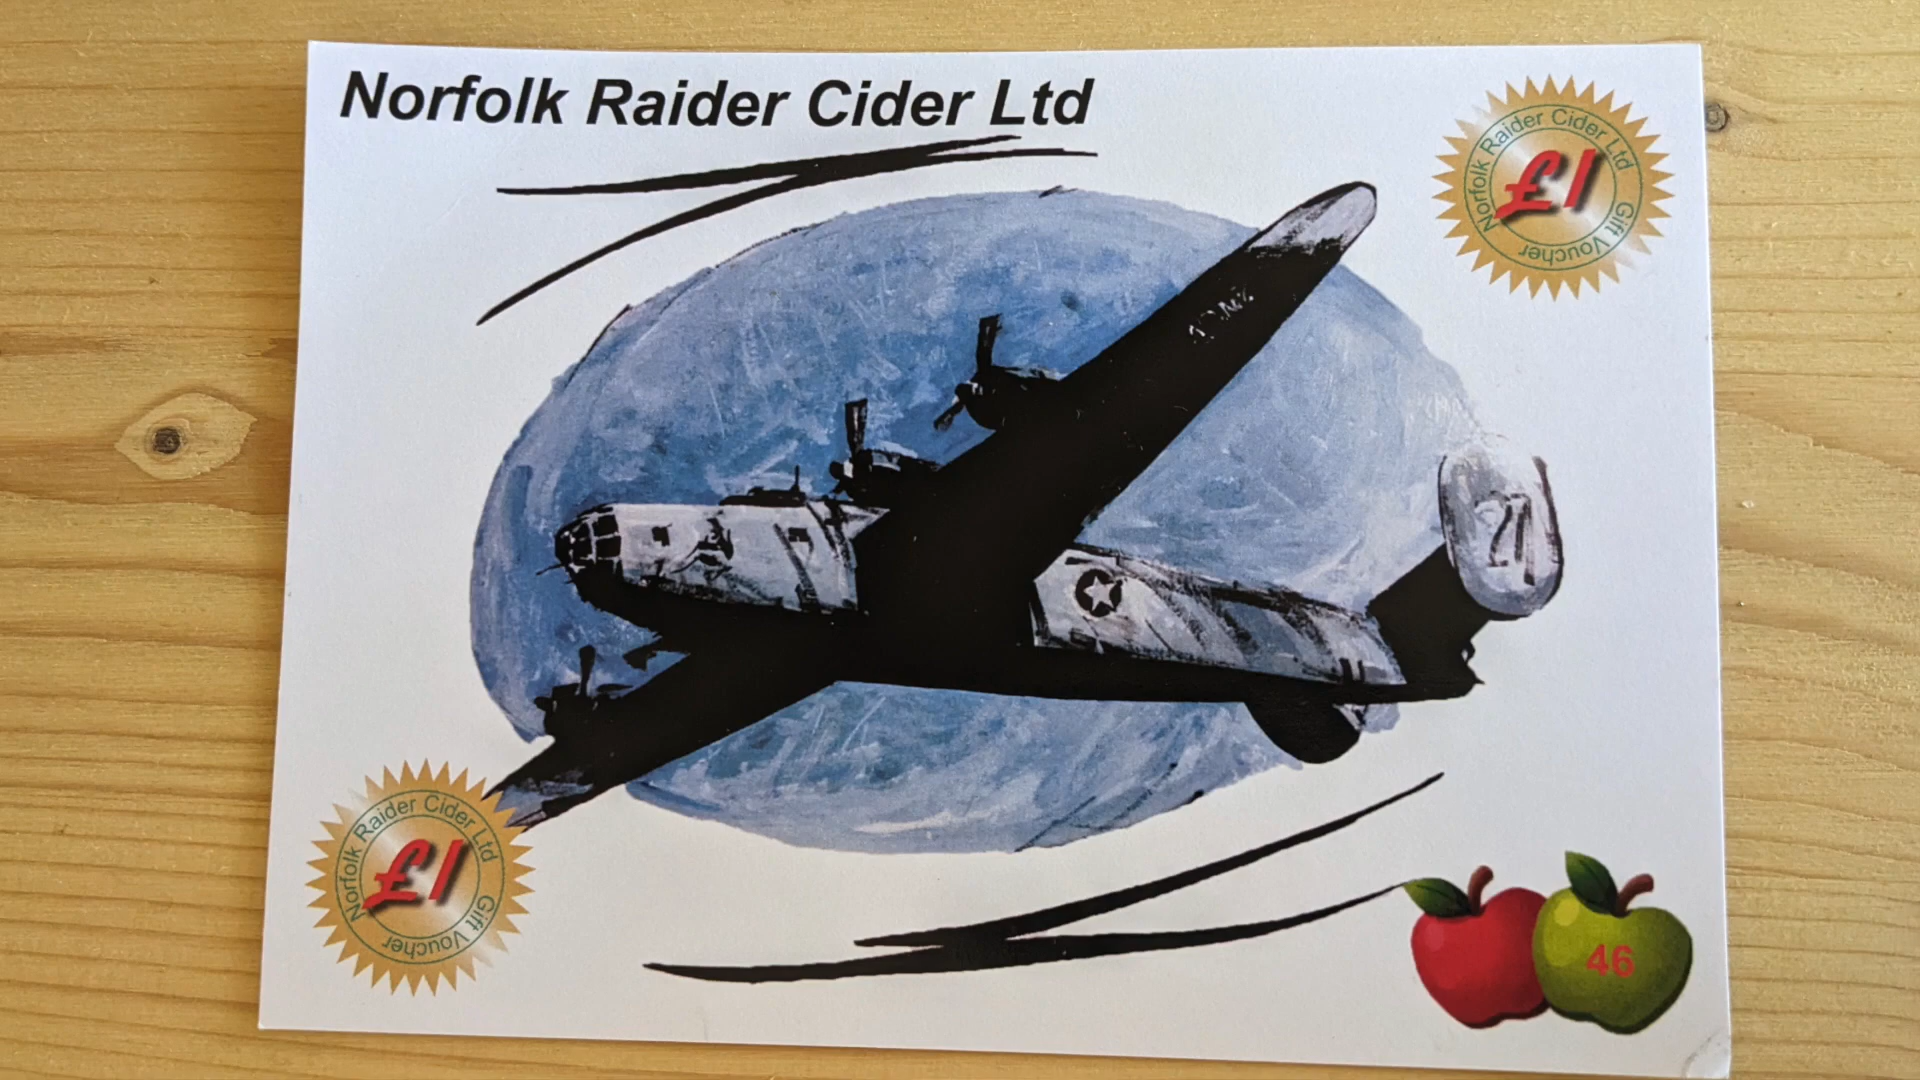 Norfolk Raider Cider Ltd
Norfolk Raider Cider Ltd
£1
Gift Voucher
21
Norfolk Raider Cider Ltd
£1
Gift Voucher
46